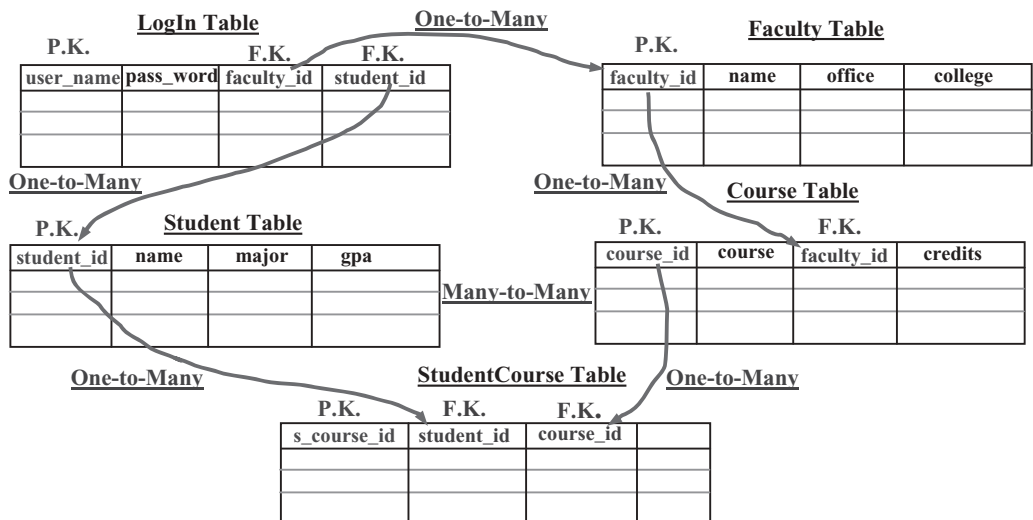 LogIn Table
One-to-Many
Faculty Table
P.K.
F.K.
F.K.
P.K.
user_name pass_word faculty_id student_id
faculty_id name office college
One-to-Many
One-to-Many
Course Table
P.K.
Student Table
P.K.
F.K.
student_id name major gpa
course_id course faculty_id credits
Many-to-Many
One-to-Many
StudentCourse Table
One-to-Many
P.K.
F.K.
F.K.
s_course_id student_id course_id